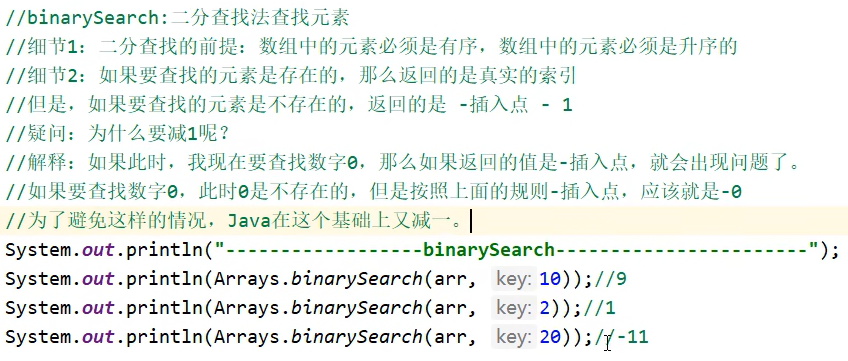 //binarySearch:二分查找法查找元素
//细节1：二分查找的前提：数组中的元素必须是有序，数组中的元素必须是升序的
//细节2：如果要查找的元素是存在的，那么返回的是真实的索引
//但是，如果要查找的元素是不存在的，返回的是 -插入点 - 1
//疑问：为什么要减1呢？
//解释：如果此时，我现在要查找数字0，那么如果返回的值是-插入点，就会出现问题了。
//如果要查找数字0，此时0是不存在的，但是按照上面的规则-插入点，应该就是-0
//为了避免这样的情况，Java在这个基础上又减一。
System.out.println("------------------binarySearch-----------------------");
System.out.println(Arrays.binarySearch(arr, key: 10));//9
System.out.println(Arrays.binarySearch(arr, key: 2));//1
System.out.println(Arrays.binarySearch(arr, key: 20));//-11